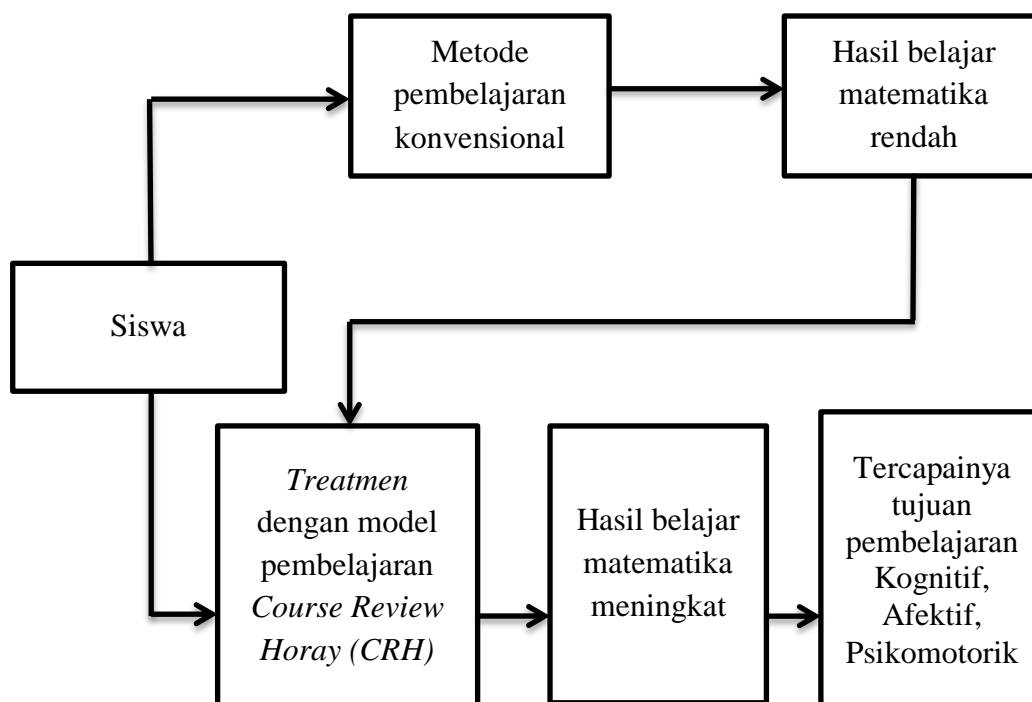 Metode
pembelajaran
konvensional
Hasil belajar
matematika
rendah
Siswa
Treatmen
dengan model
pembelajaran
Course Review
Horay (CRH)
Hasil belajar
matematika
meningkat
Tercapainya
tujuan
pembelajaran
Kognitif,
Afektif,
Psikomotorik